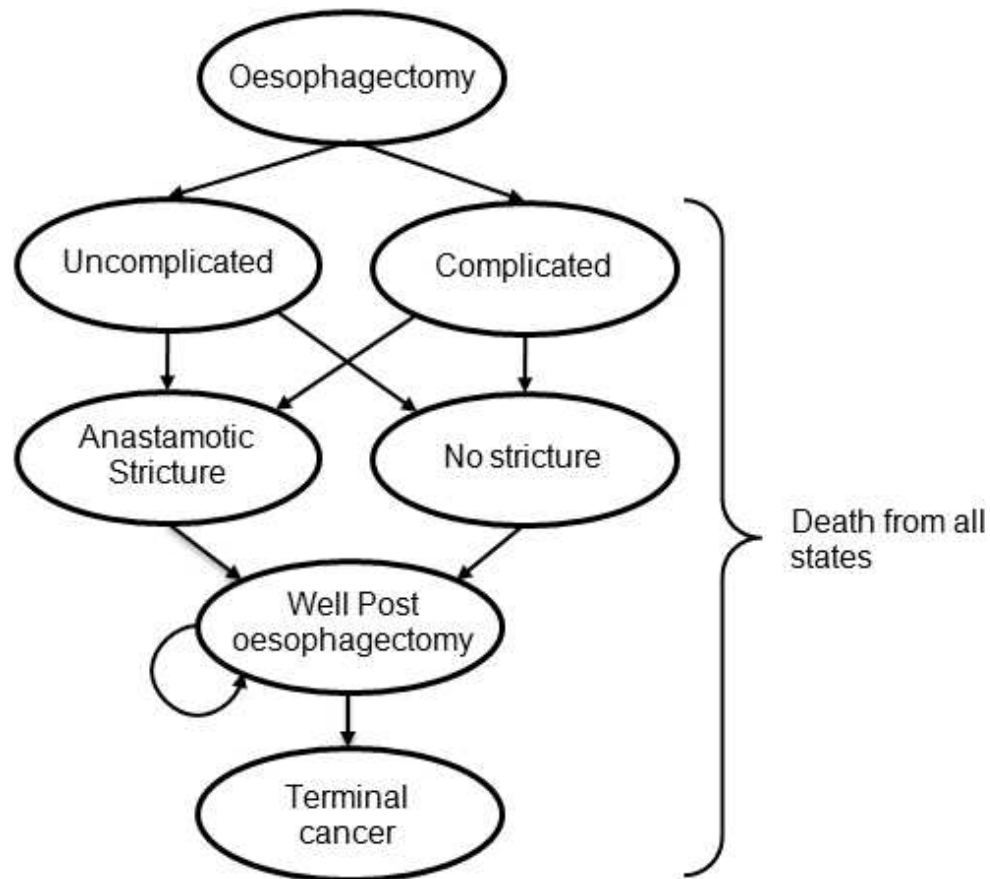 Oesophagectomy
Uncomplicated
Complicated
Anastamotic
Stricture
No stricture
Death from all
states
Well Post
oesophagectomy
Terminal
cancer